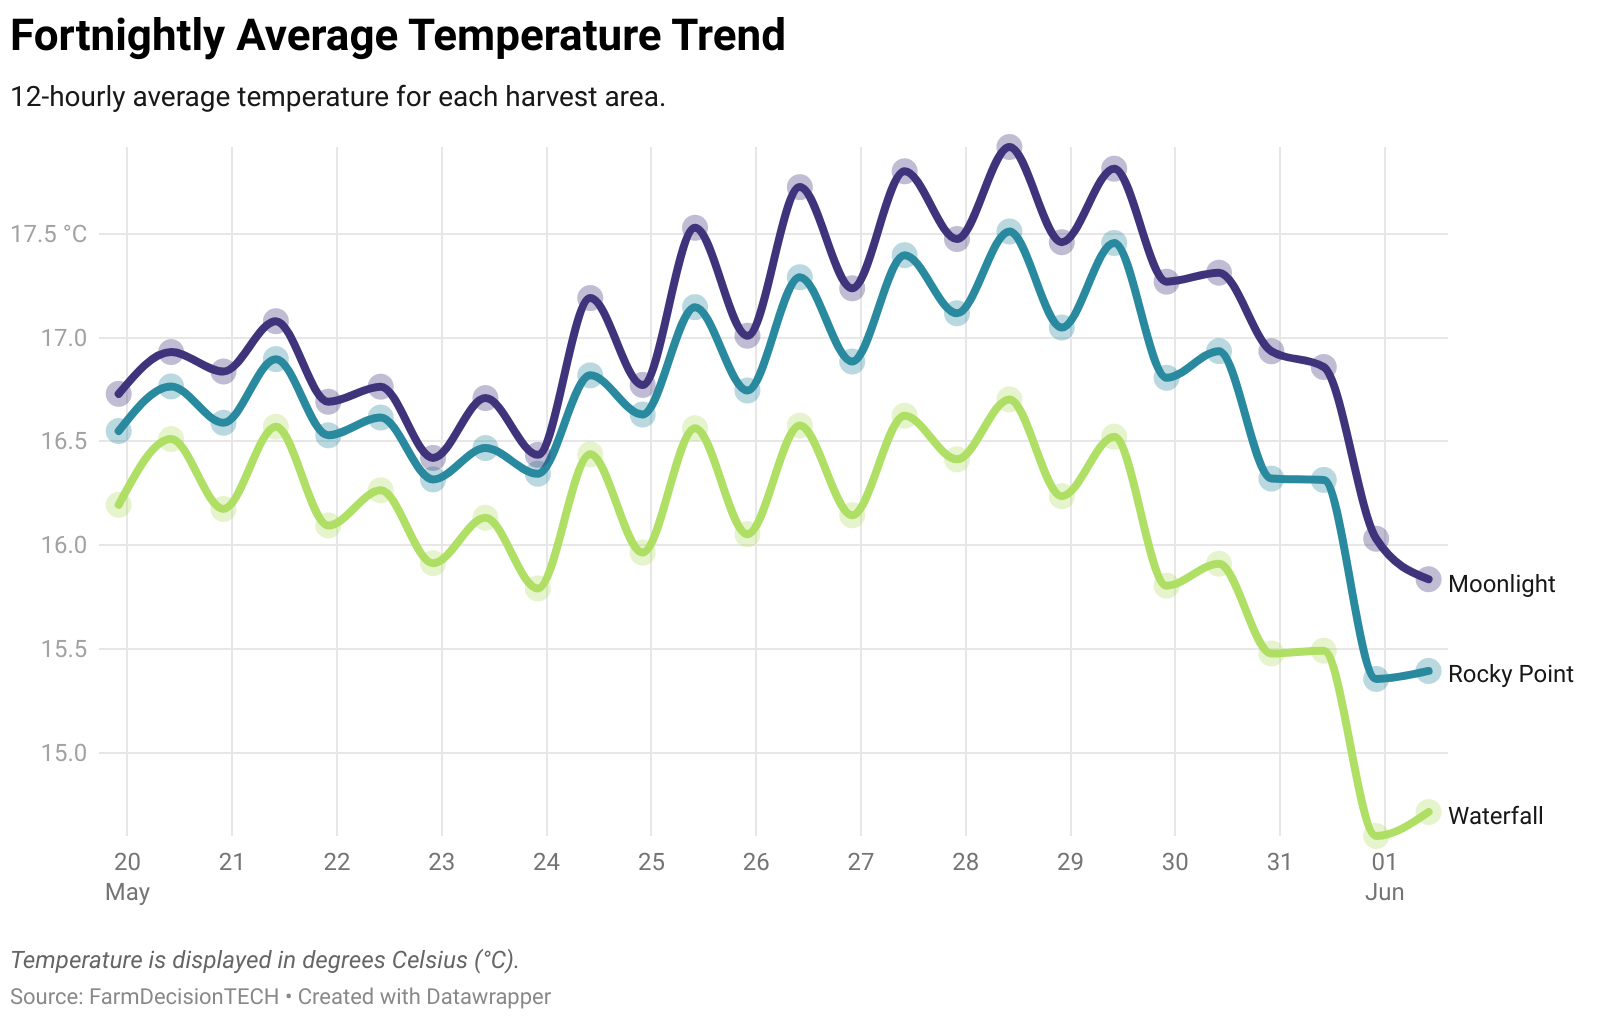 Fortnightly Average Temperature Trend
12-hourly average temperature for each harvest area.
17.5 °C
17.0
16.5
16.0
15.5
15.0
Moonlight
Rocky Point
Waterfall
20 21 22 23 24 25 26 27 28 29 30 31 01
May Jun
Temperature is displayed in degrees Celsius (°C).
Source: FarmDecisionTECH • Created with Datawrapper